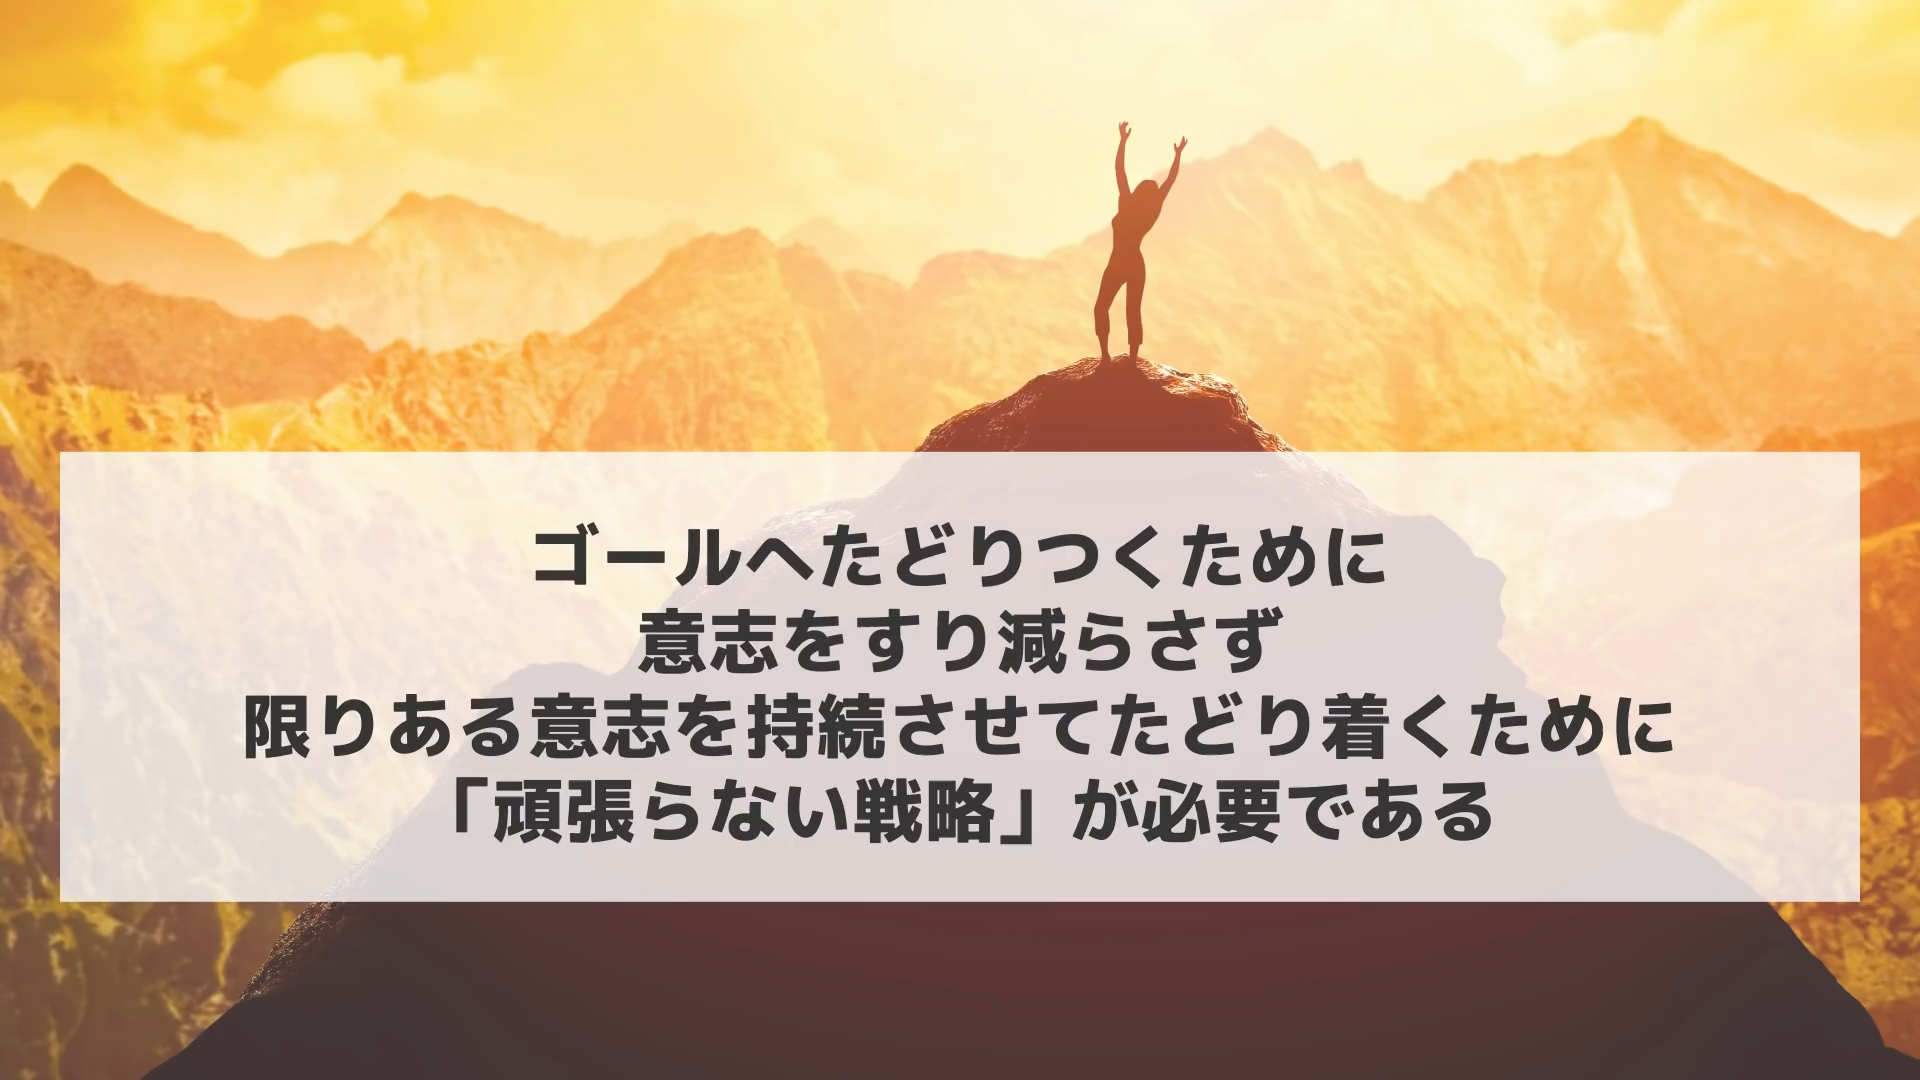 ゴールへたどりつくために
意志をすり減らさず
限りある意志を持続させてたどり着くために
「頑張らない戦略」が必要である